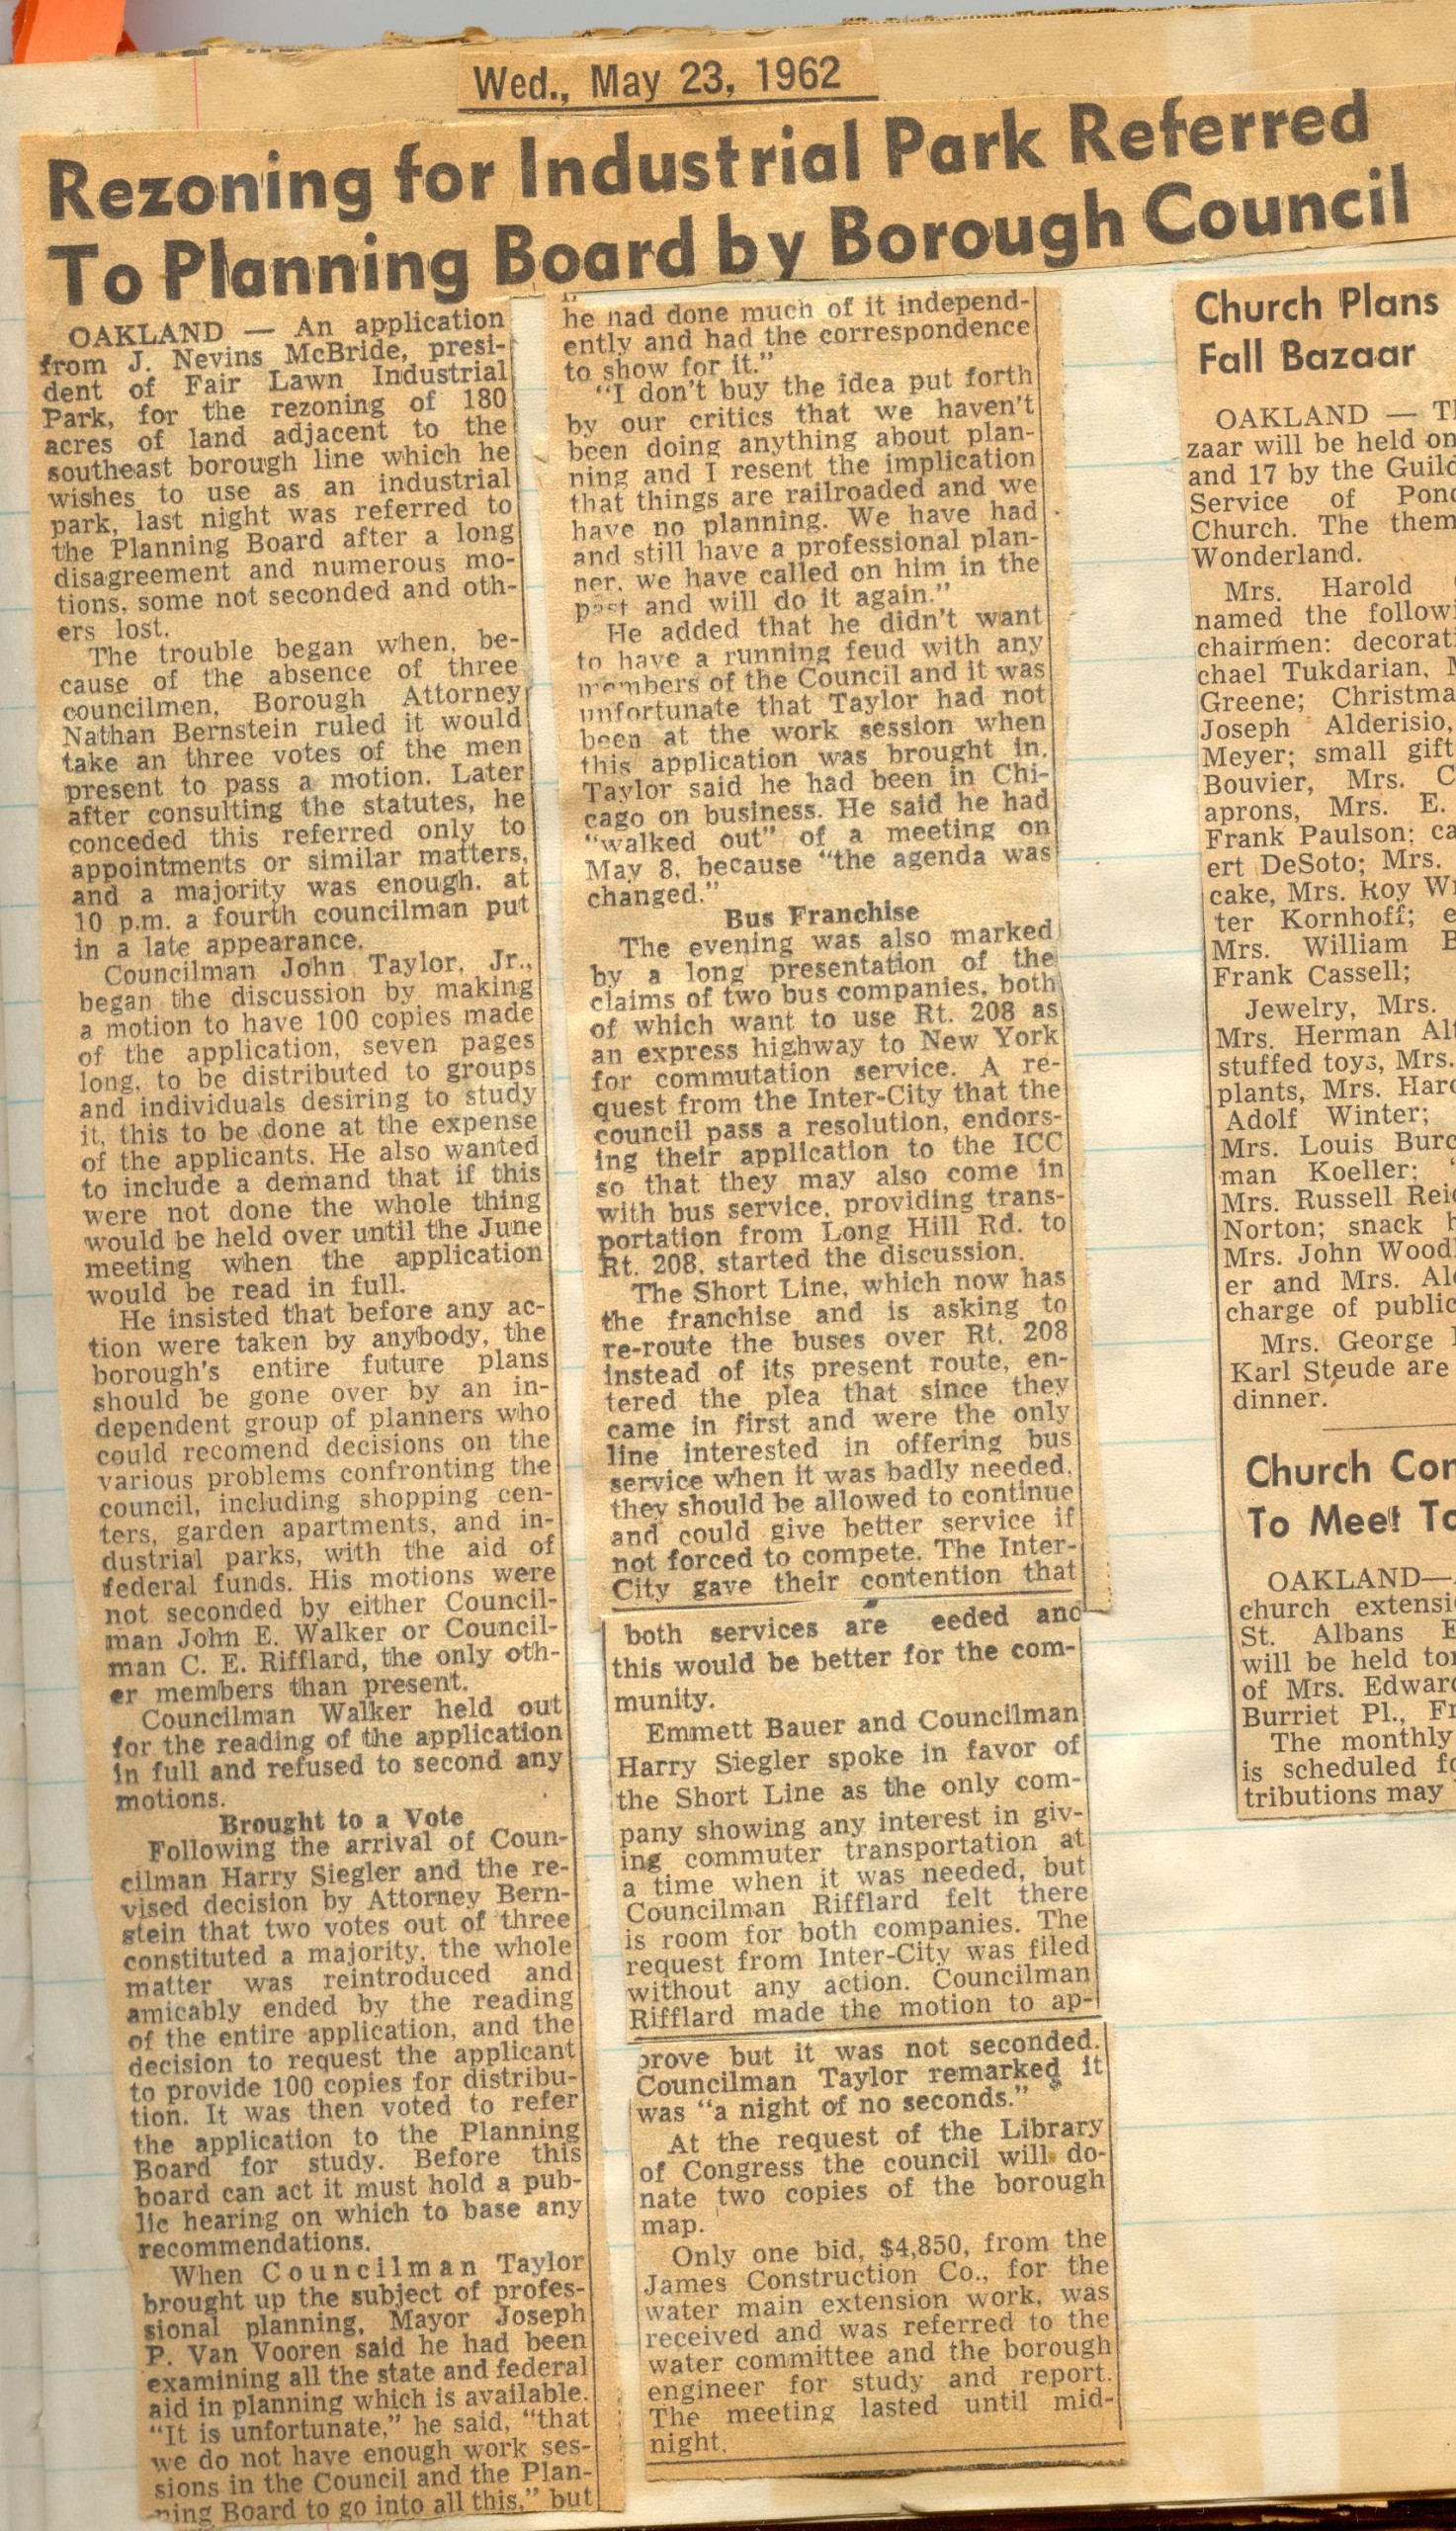 Wed., May 23, 1962
Rezoning for Industrial Park Referred
To Planning Board by Borough Council
OAKLAND — An application
from J. Nevins McBride, presi-
dent of Fair Lawn Industrial
Park, for the rezoning of 180
acres of land adjacent to the
southeast borough line which he
wishes to use as an industrial
park, last night was referred to
the Planning Board after a long
disagreement and numerous mo-
tions, some not seconded and oth-
ers lost.
The trouble began when, be-
cause of the absence of three
councilmen, Borough Attorney
Nathan Bernstein ruled it would
take an three votes of the men
present to pass a motion. Later
after consulting the statutes, he
conceded this referred only to
appointments or similar matters,
and a majority was enough. at
10 p.m. a fourth councilman put
in a late appearance.
Councilman John Taylor, Jr.,
began the discussion by making
a motion to have 100 copies made
of the application, seven pages
long, to be distributed to groups
and individuals desiring to study
it, this to be done at the expense
of the applicants. He also wanted
to include a demand that if this
were not done the whole thing
would be held over until the June
meeting when the application
would be read in full.
He insisted that before any ac-
tion were taken by anybody, the
borough's entire future plans
should be gone over by an in-
dependent group of planners who
could recomend decisions on the
various problems confronting the
council, including shopping cen-
ters, garden apartments, and in-
dustrial parks, with the aid of
federal funds. His motions were
not seconded by either Council-
man John E. Walker or Council-
man C. E. Rifflard, the only oth-
er members than present.
Councilman Walker held out
for the reading of the application
in full and refused to second any
motions.
Brought to a Vote
Following the arrival of Coun-
cilman Harry Siegler and the re-
vised decision by Attorney Bern-
stein that two votes out of three
constituted a majority, the whole
matter was reintroduced and
amicably ended by the reading
of the entire application, and the
decision to request the applicant
to provide 100 copies for distribu-
tion. It was then voted to refer
the application to the Planning
Board for study. Before this
board can act it must hold a pub-
lic hearing on which to base any
recommendations.
When Councilman Taylor
brought up the subject of profes-
sional planning, Mayor Joseph
P. Van Vooren said he had been
examining all the state and federal
aid in planning which is available.
"It is unfortunate," he said, "that
we do not have enough work ses-
sions in the Council and the Plan-
ning Board to go into all this," but
he had done much of it independ-
ently and had the correspondence
to show for it."
"I don't buy the idea put forth
by our critics that we haven't
been doing anything about plan-
ning and I resent the implication
that things are railroaded and we
have no planning. We have had
and still have a professional plan-
ner, we have called on him in the
past and will do it again."
He added that he didn't want
to have a running feud with any
members of the Council and it was
unfortunate that Taylor had not
been at the work session when
this application was brought in.
Taylor said he had been in Chi-
cago on business. He said he had
"walked out" of a meeting on
May 8, because "the agenda was
changed."
Bus Franchise
The evening was also marked
by a long presentation of the
claims of two bus companies, both
of which want to use Rt. 208 as
an express highway to New York
for commutation service. A re-
quest from the Inter-City that the
council pass a resolution, endors-
ing their application to the ICC
so that they may also come in
with bus service, providing trans-
portation from Long Hill Rd. to
Rt. 208, started the discussion.
The Short Line, which now has
the franchise and is asking to
re-route the buses over Rt. 208
instead of its present route, en-
tered the plea that since they
came in first and were the only
line interested in offering bus
service when it was badly needed,
they should be allowed to continue
and could give better service if
not forced to compete. The Inter-
City gave their contention that
both services are eeded and
this would be better for the com-
munity.
Emmett Bauer and Councilman
Harry Siegler spoke in favor of
the Short Line as the only com-
pany showing any interest in giv-
ing commuter transportation at
a time when it was needed, but
Councilman Rifflard felt there
is room for both companies. The
request from Inter-City was filed
without any action. Councilman
Rifflard made the motion to ap-
prove but it was not seconded.
Councilman Taylor remarked it
was "a night of no seconds."
At the request of the Library
of Congress the council will do-
nate two copies of the borough
map.
Only one bid, $4,850, from the
James Construction Co., for the
water main extension work, was
received and was referred to the
water committee and the borough
engineer for study and report.
The meeting lasted until mid-
night.
Church Plans
Fall Bazaar
OAKLAND — Th
zaar will be held on
and 17 by the Guild
Service of Pond
Church. The them
Wonderland.
Mrs. Harold
named the followi
chairmen: decorati
chael Tukdarian, M
Greene; Christma
Joseph Alderisio,
Meyer; small gift
Bouvier, Mrs. C
aprons, Mrs. E.
Frank Paulson; ca
ert DeSoto; Mrs.
cake, Mrs. Roy Wr
ter Kornhoff; e
Mrs. William B
Frank Cassell;
Jewelry, Mrs.
Mrs. Herman Alt
stuffed toys, Mrs.
plants, Mrs. Harc
Adolf Winter;
Mrs. Louis Burc
man Koeller;
Mrs. Russell Reic
Norton; snack b
Mrs. John Wood
er and Mrs. Ale
charge of public
Mrs. George
Karl Steude are
dinner.
Church Con
To Meet To
OAKLAND—
church extensi
St. Albans E
will be held to
of Mrs. Edward
Burriet Pl., Fr
The monthly
is scheduled fo
tributions may